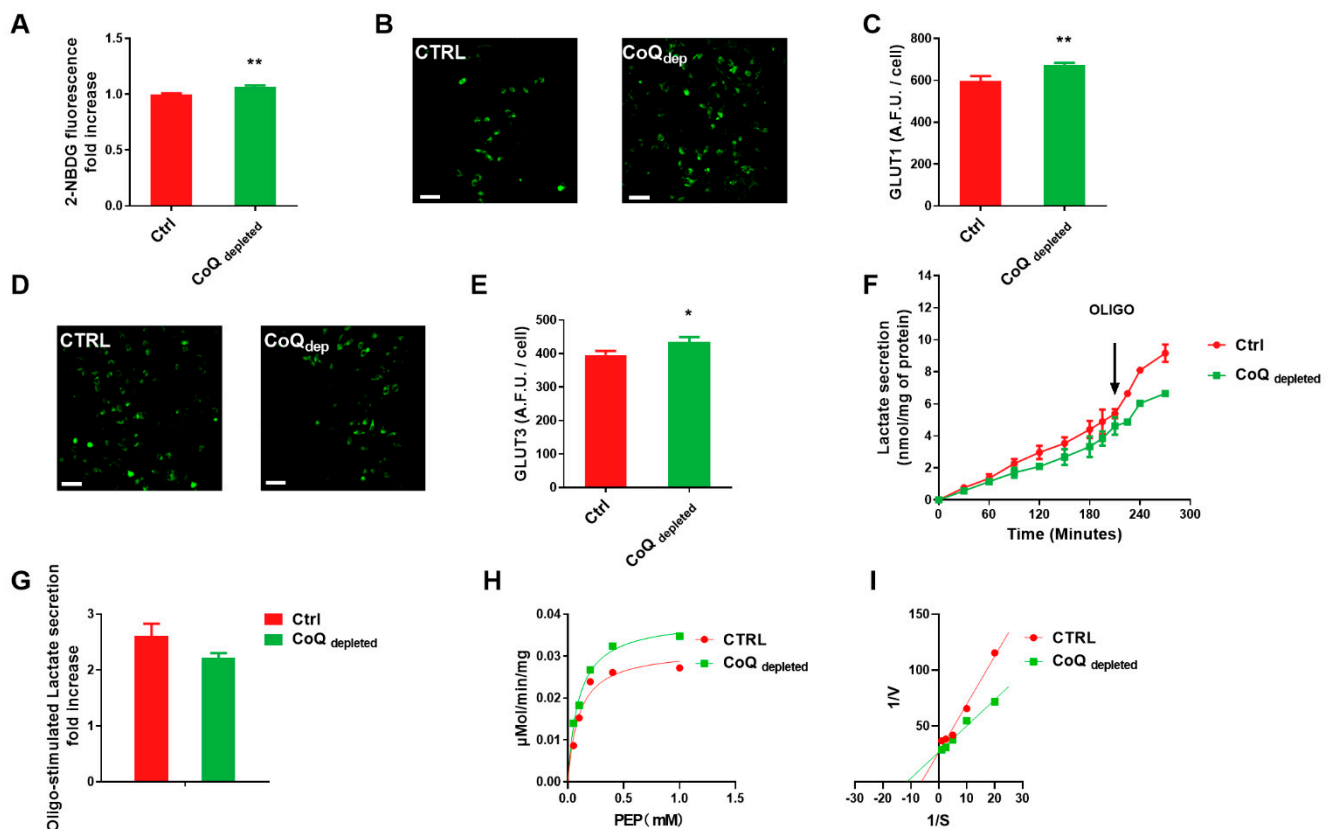 A
2-NBDG fluorescence
fold increase
1.5
1.0
0.5
0.0
**
Ctrl
CoQ depleted
B
CTRL
CoQdep
C
GLUT1 (A.F.U. / cell)
800
600
400
200
0
**
Ctrl
CoQ depleted
D
CTRL
CoQdep
E
GLUT3 (A.F.U. / cell)
500
400
300
200
100
0
*
Ctrl
CoQ depleted
F
Lactate secretion
(nmol/mg of protein)
14
12
10
8
6
4
2
0
OLIGO
Ctrl
CoQ depleted
0 60 120 180 240 300
Time (Minutes)
G
Oligo-stimulated Lactate secretion
fold increase
3
2
1
0
Ctrl
CoQ depleted
H
µMol/min/mg
0.04
0.03
0.02
0.01
0.00
CTRL
CoQ depleted
0.0 0.5 1.0 1.5
PEP( mM)
I
1/V
150
100
50
CTRL
CoQ depleted
-30 -20 -10 0 10 20 30
1/S